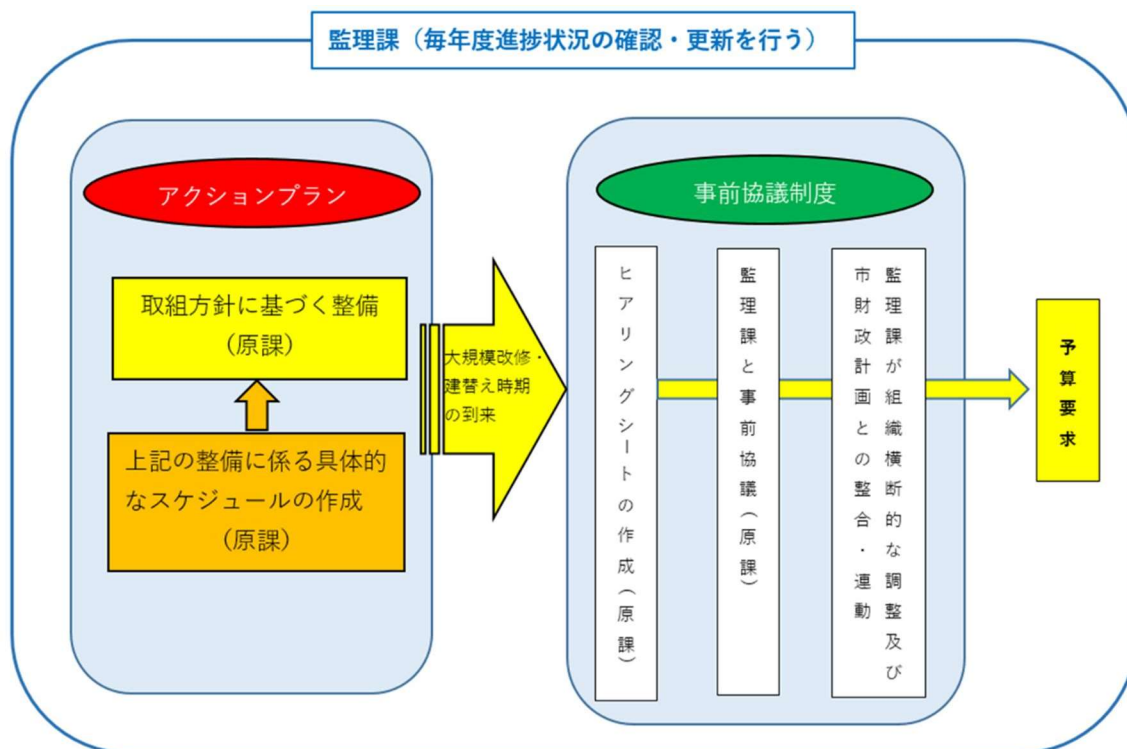 監理課（毎年度進捗状況の確認・更新を行う）
アクションプラン
取組方針に基づく整備
（原課）
上記の整備に係る具体的
なスケジュールの作成
（原課）
大規模改修・
建替え時期
の到来
事前協議制度
ヒアリングシートの作成（原課）
監理課と事前協議（原課）
監理課が組織横断的な調整及び
市財政計画との整合・連動
予算要求